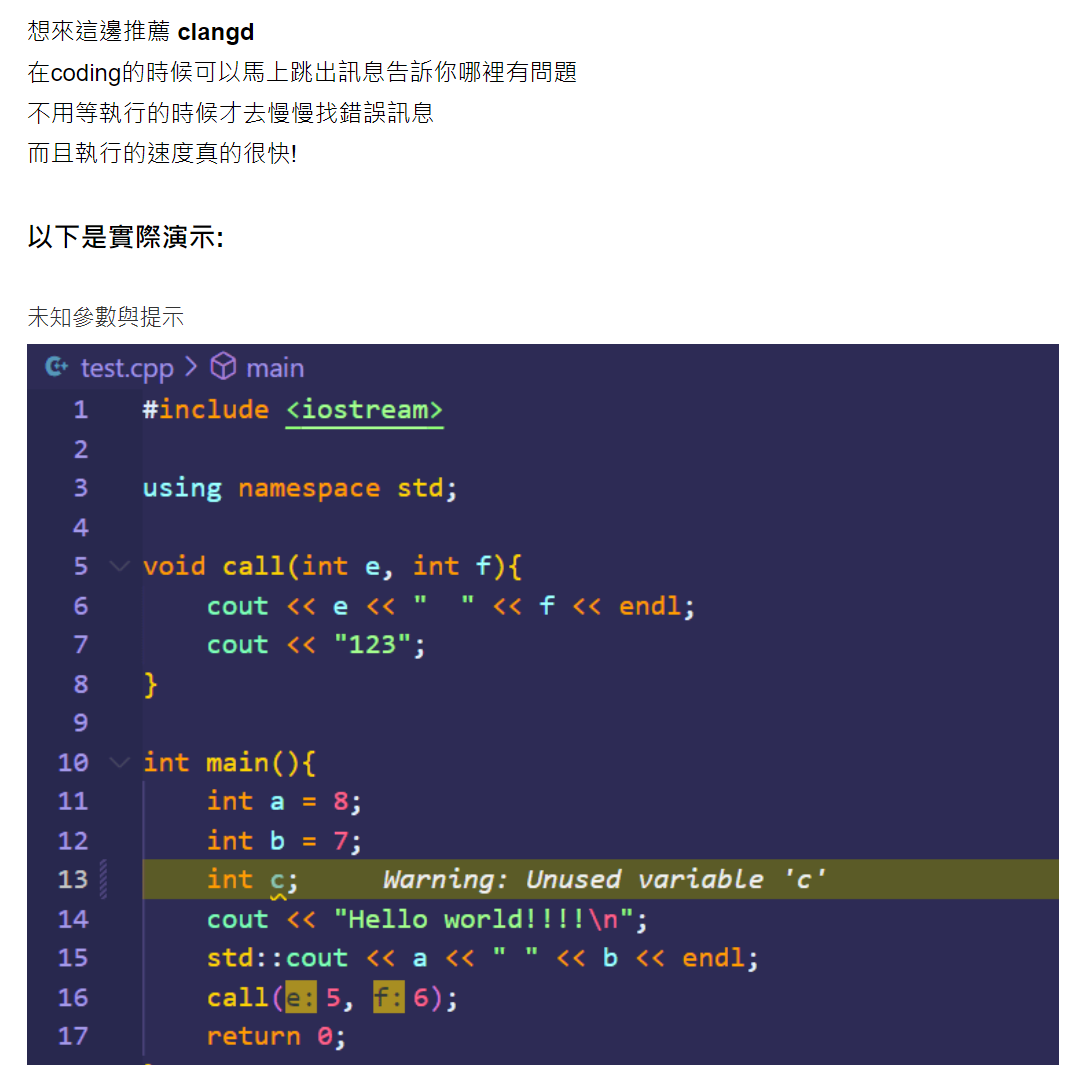 想來這邊推薦 clangd
在coding的時候可以馬上跳出訊息告訴你哪裡有問題
不用等執行的時候才去慢慢找錯誤訊息
而且執行的速度真的很快!
以下是實際演示:
未知參數與提示
test.cpp > main
1 #include <iostream>
2
3 using namespace std;
4
5 void call(int e, int f){
6     cout << e << "  " << f << endl;
7     cout << "123";
8 }
9
10 int main(){
11     int a = 8;
12     int b = 7;
13     int c;     Warning: Unused variable 'c'
14     cout << "Hello world!!!!\n";
15     std::cout << a << " " << b << endl;
16     call(e: 5, f: 6);
17     return 0;